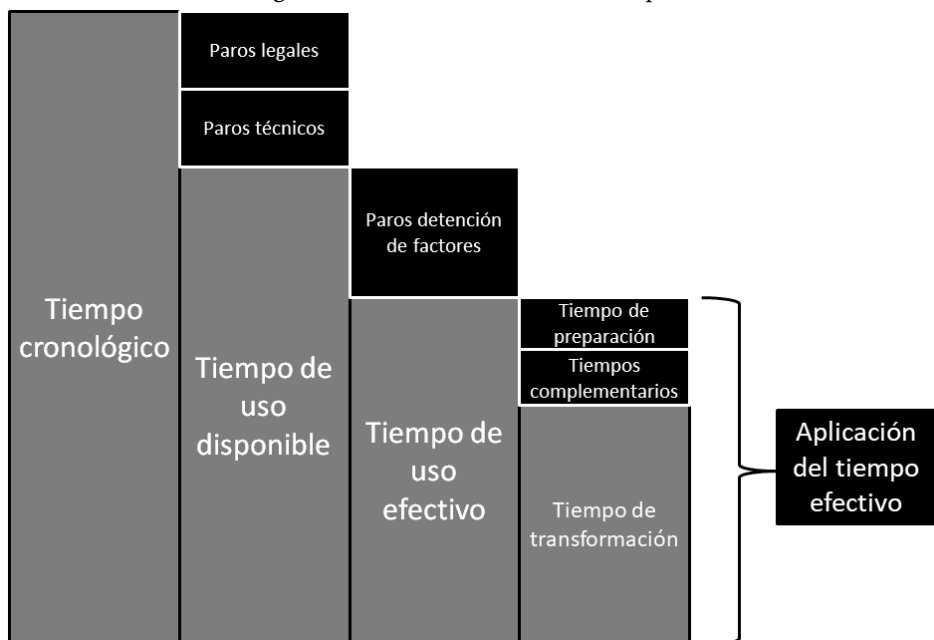 Paros legales
Paros técnicos
Paros detención
de factores
Tiempo
cronológico
Tiempo de
uso
disponible
Tiempo de
uso
efectivo
Tiempo de
preparación
Tiempos
complementarios
Tiempo de
transformación
Aplicación
del tiempo
efectivo